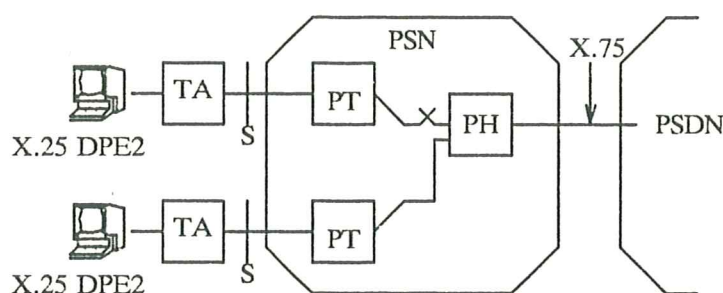 PSN
X.75
TA
PT
PH
PSDN
S
X.25 DPE2
TA
PT
S
X.25 DPE2